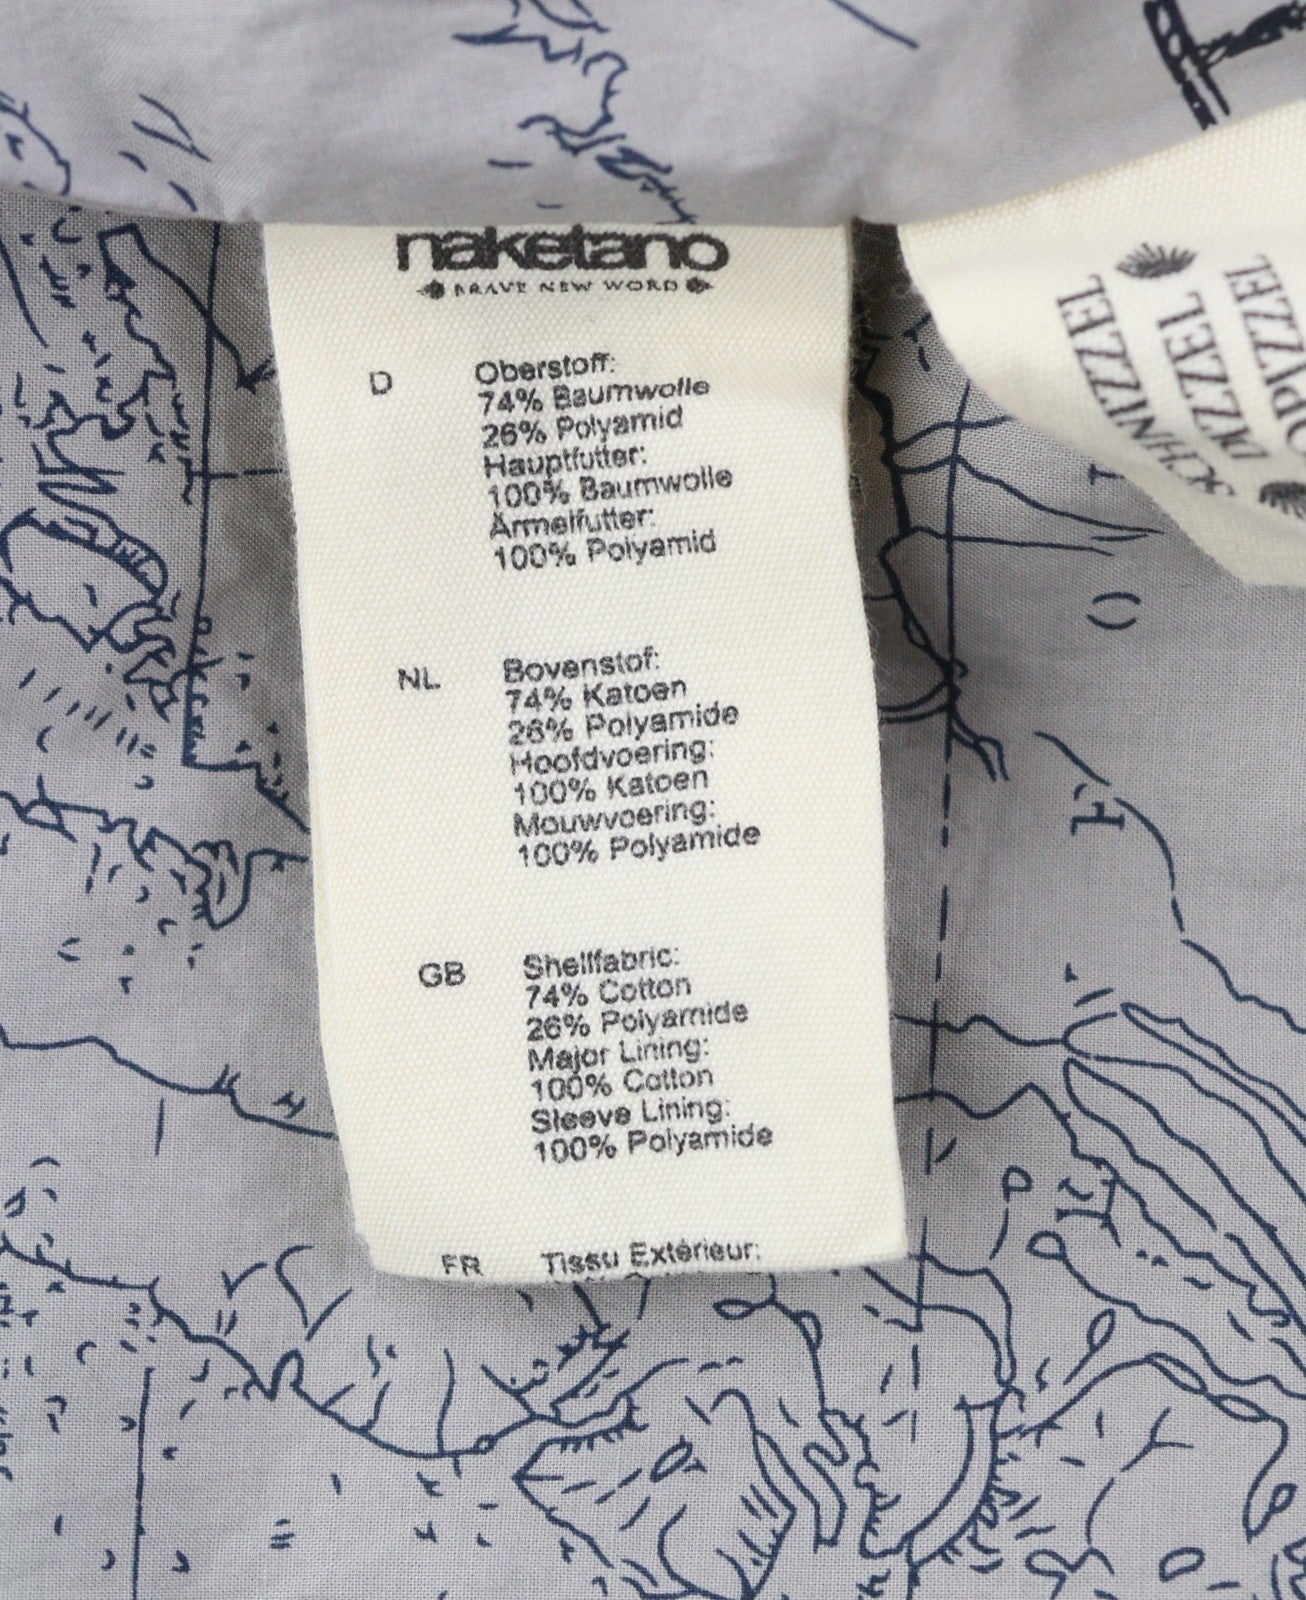 naketano
BRAVE NEW WORD
D
Oberstoff:
74% Baumwolle
26% Polyamid
Hauptfutter:
100% Baumwolle
Ärmelfutter:
100% Polyamid
NL
Bovenstof:
74% Katoen
26% Polyamide
Hoofdvoering:
100% Katoen
Mouwvoering:
100% Polyamide
GB
Shellfabric:
74% Cotton
26% Polyamide
Major Lining:
100% Cotton
Sleeve Lining:
100% Polyamide
FR
Tissu Extérieur:
SCHNIZZEL
DIZZEL